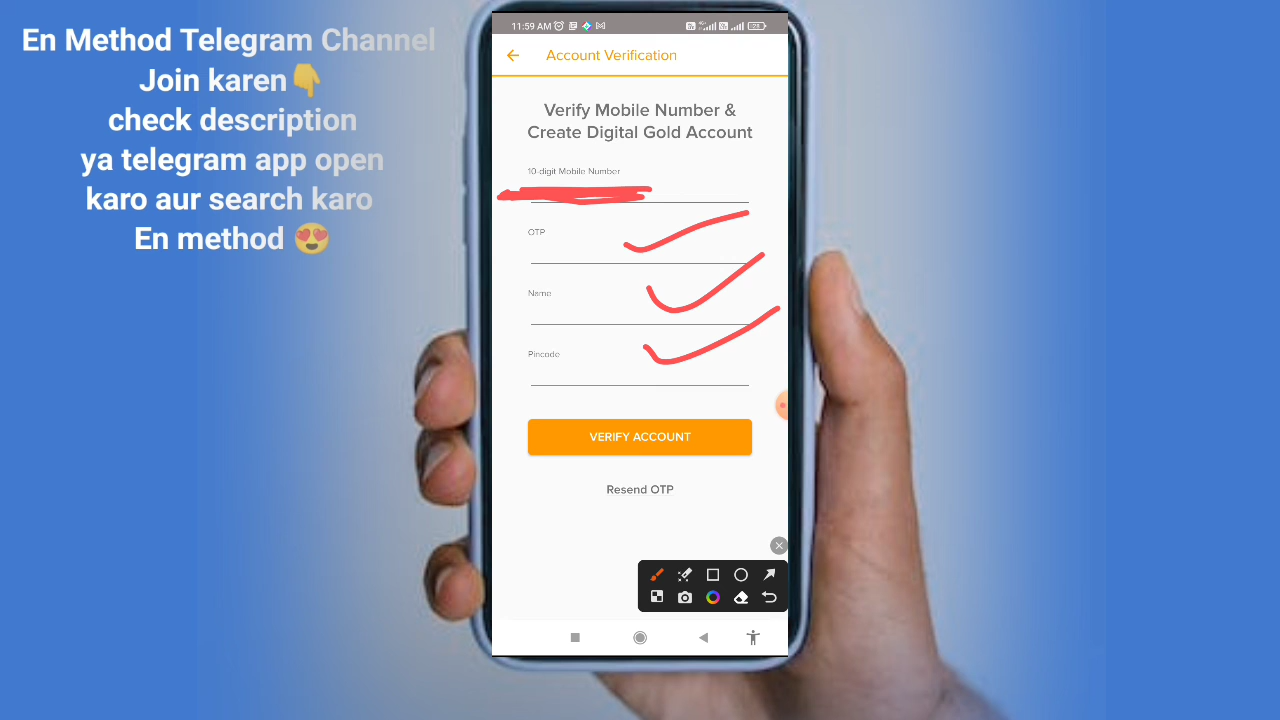 En Method Telegram Channel
Join karen👇
check description
ya telegram app open
karo aur search karo
En method 😍
11:59 AM
Account Verification
Verify Mobile Number &
Create Digital Gold Account
10-digit Mobile Number
OTP
Name
Pincode
VERIFY ACCOUNT
Resend OTP